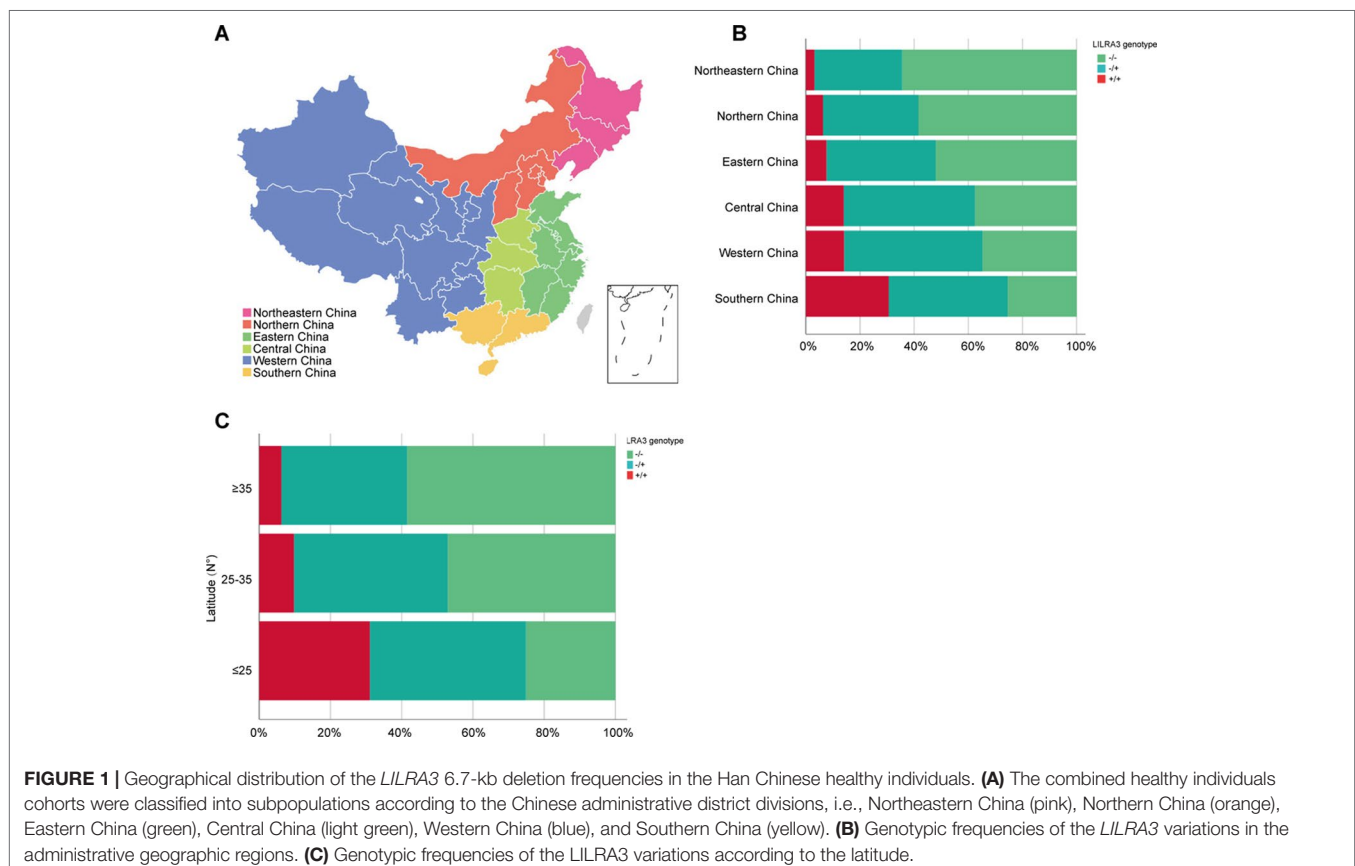 A
Northeastern China
Northern China
Eastern China
Central China
Western China
Southern China
B
LILRA3 genotype
-/-
-/+
+/+
Northeastern China
Northern China
Eastern China
Central China
Western China
Southern China
0% 20% 40% 60% 80% 100%
C
LRA3 genotype
-/-
-/+
+/+
Latitude (N°)
≥35
25-35
≤25
0% 20% 40% 60% 80% 100%
FIGURE 1 | Geographical distribution of the LILRA3 6.7-kb deletion frequencies in the Han Chinese healthy individuals. (A) The combined healthy individuals
cohorts were classified into subpopulations according to the Chinese administrative district divisions, i.e., Northeastern China (pink), Northern China (orange),
Eastern China (green), Central China (light green), Western China (blue), and Southern China (yellow). (B) Genotypic frequencies of the LILRA3 variations in the
administrative geographic regions. (C) Genotypic frequencies of the LILRA3 variations according to the latitude.